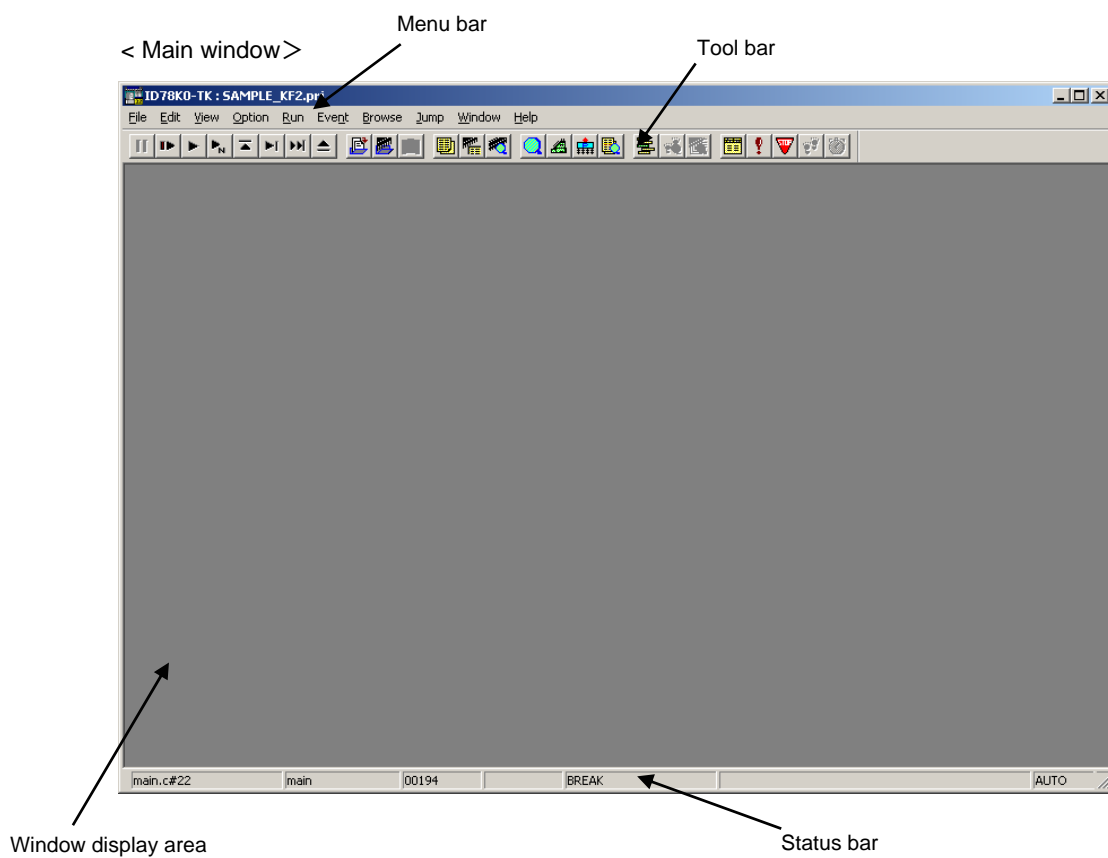 Menu bar
< Main window＞
Tool bar
ID78K0-TK : SAMPLE_KF2.prj
File Edit View Option Run Event Browse Jump Window Help
N
main.c#22 main 00194 BREAK AUTO
Window display area
Status bar